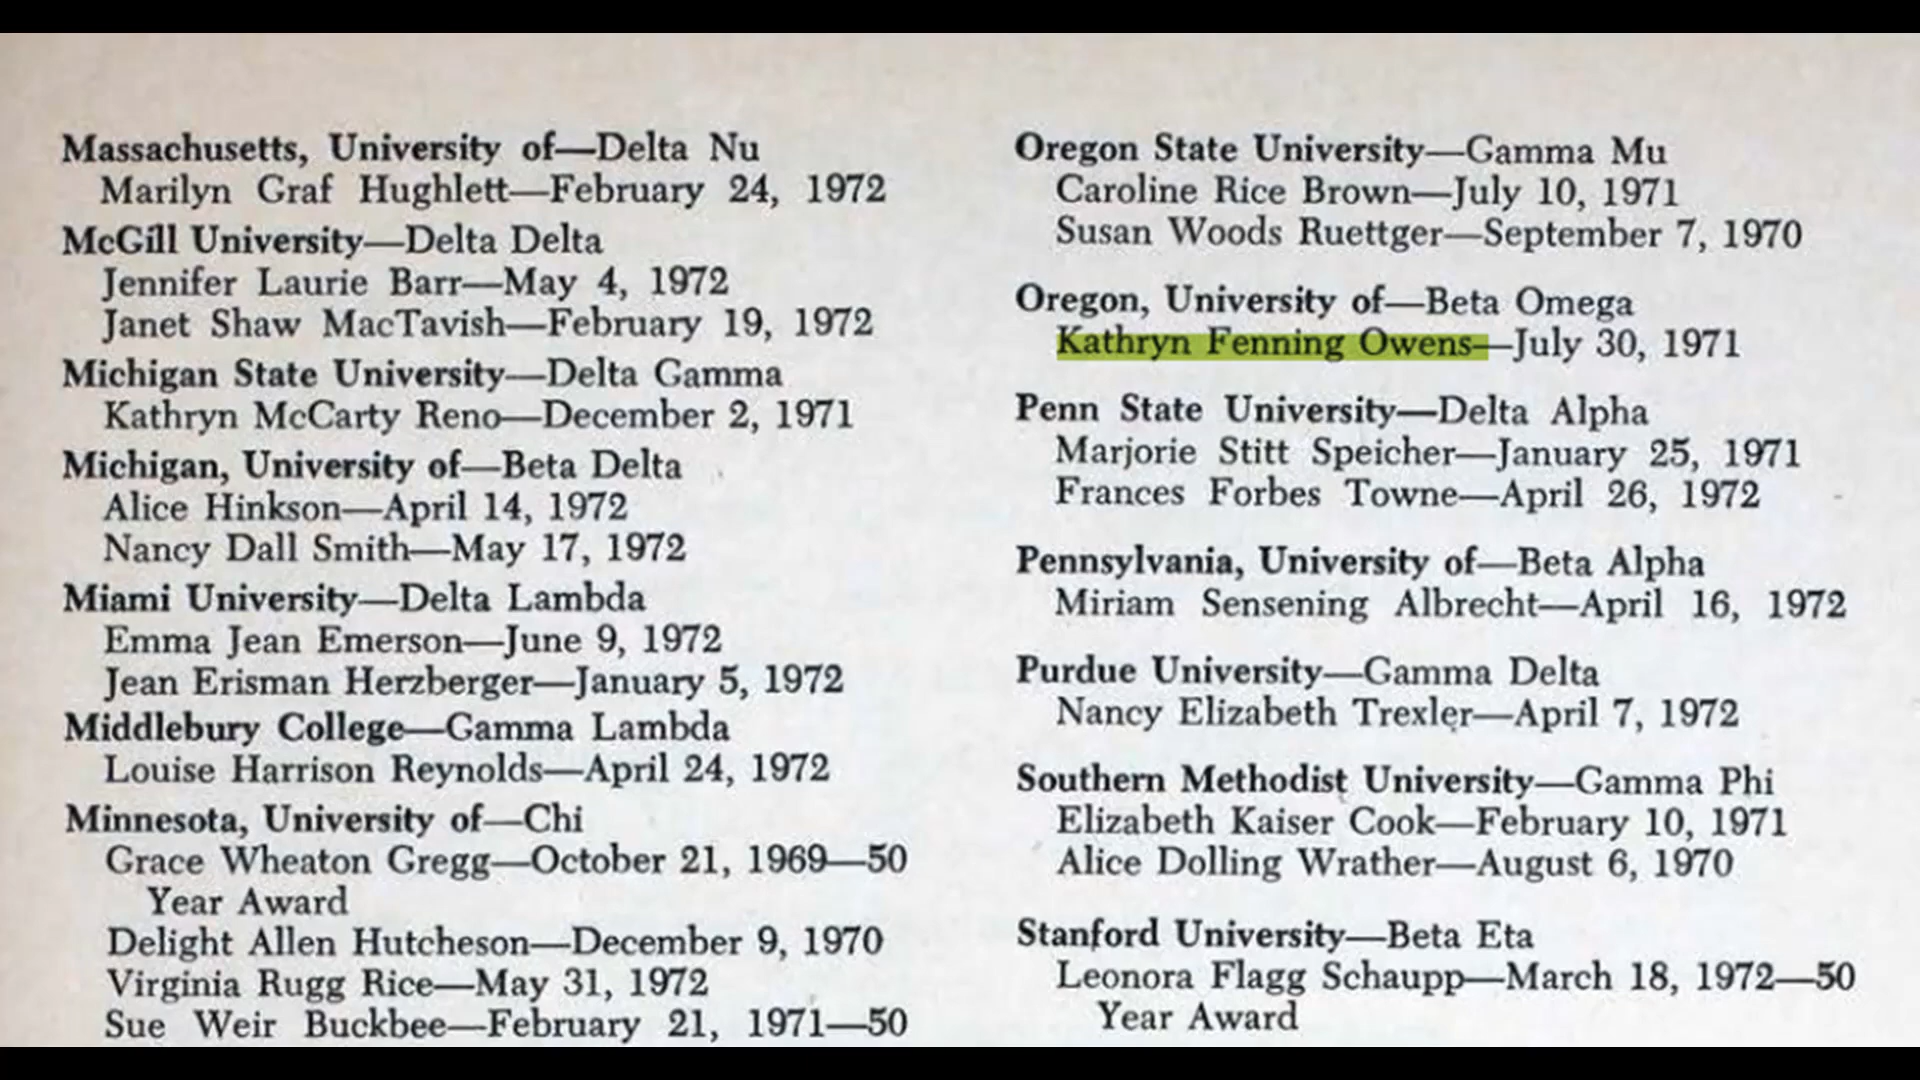 Massachusetts, University of—Delta Nu
Marilyn Graf Hughlett—February 24, 1972
McGill University—Delta Delta
Jennifer Laurie Barr—May 4, 1972
Janet Shaw MacTavish—February 19, 1972
Michigan State University—Delta Gamma
Kathryn McCarty Reno—December 2, 1971
Michigan, University of—Beta Delta
Alice Hinkson—April 14, 1972
Nancy Dall Smith—May 17, 1972
Miami University—Delta Lambda
Emma Jean Emerson—June 9, 1972
Jean Erisman Herzberger—January 5, 1972
Middlebury College—Gamma Lambda
Louise Harrison Reynolds—April 24, 1972
Minnesota, University of—Chi
Grace Wheaton Gregg—October 21, 1969—50
Year Award
Delight Allen Hutcheson—December 9, 1970
Virginia Rugg Rice—May 31, 1972
Sue Weir Buckbee—February 21, 1971—50
Oregon State University—Gamma Mu
Caroline Rice Brown—July 10, 1971
Susan Woods Ruettger—September 7, 1970
Oregon, University of—Beta Omega
Kathryn Fenning Owens—July 30, 1971
Penn State University—Delta Alpha
Marjorie Stitt Speicher—January 25, 1971
Frances Forbes Towne—April 26, 1972
Pennsylvania, University of—Beta Alpha
Miriam Sensening Albrecht—April 16, 1972
Purdue University—Gamma Delta
Nancy Elizabeth Trexler—April 7, 1972
Southern Methodist University—Gamma Phi
Elizabeth Kaiser Cook—February 10, 1971
Alice Dolling Wrather—August 6, 1970
Stanford University—Beta Eta
Leonora Flagg Schaupp—March 18, 1972—50
Year Award